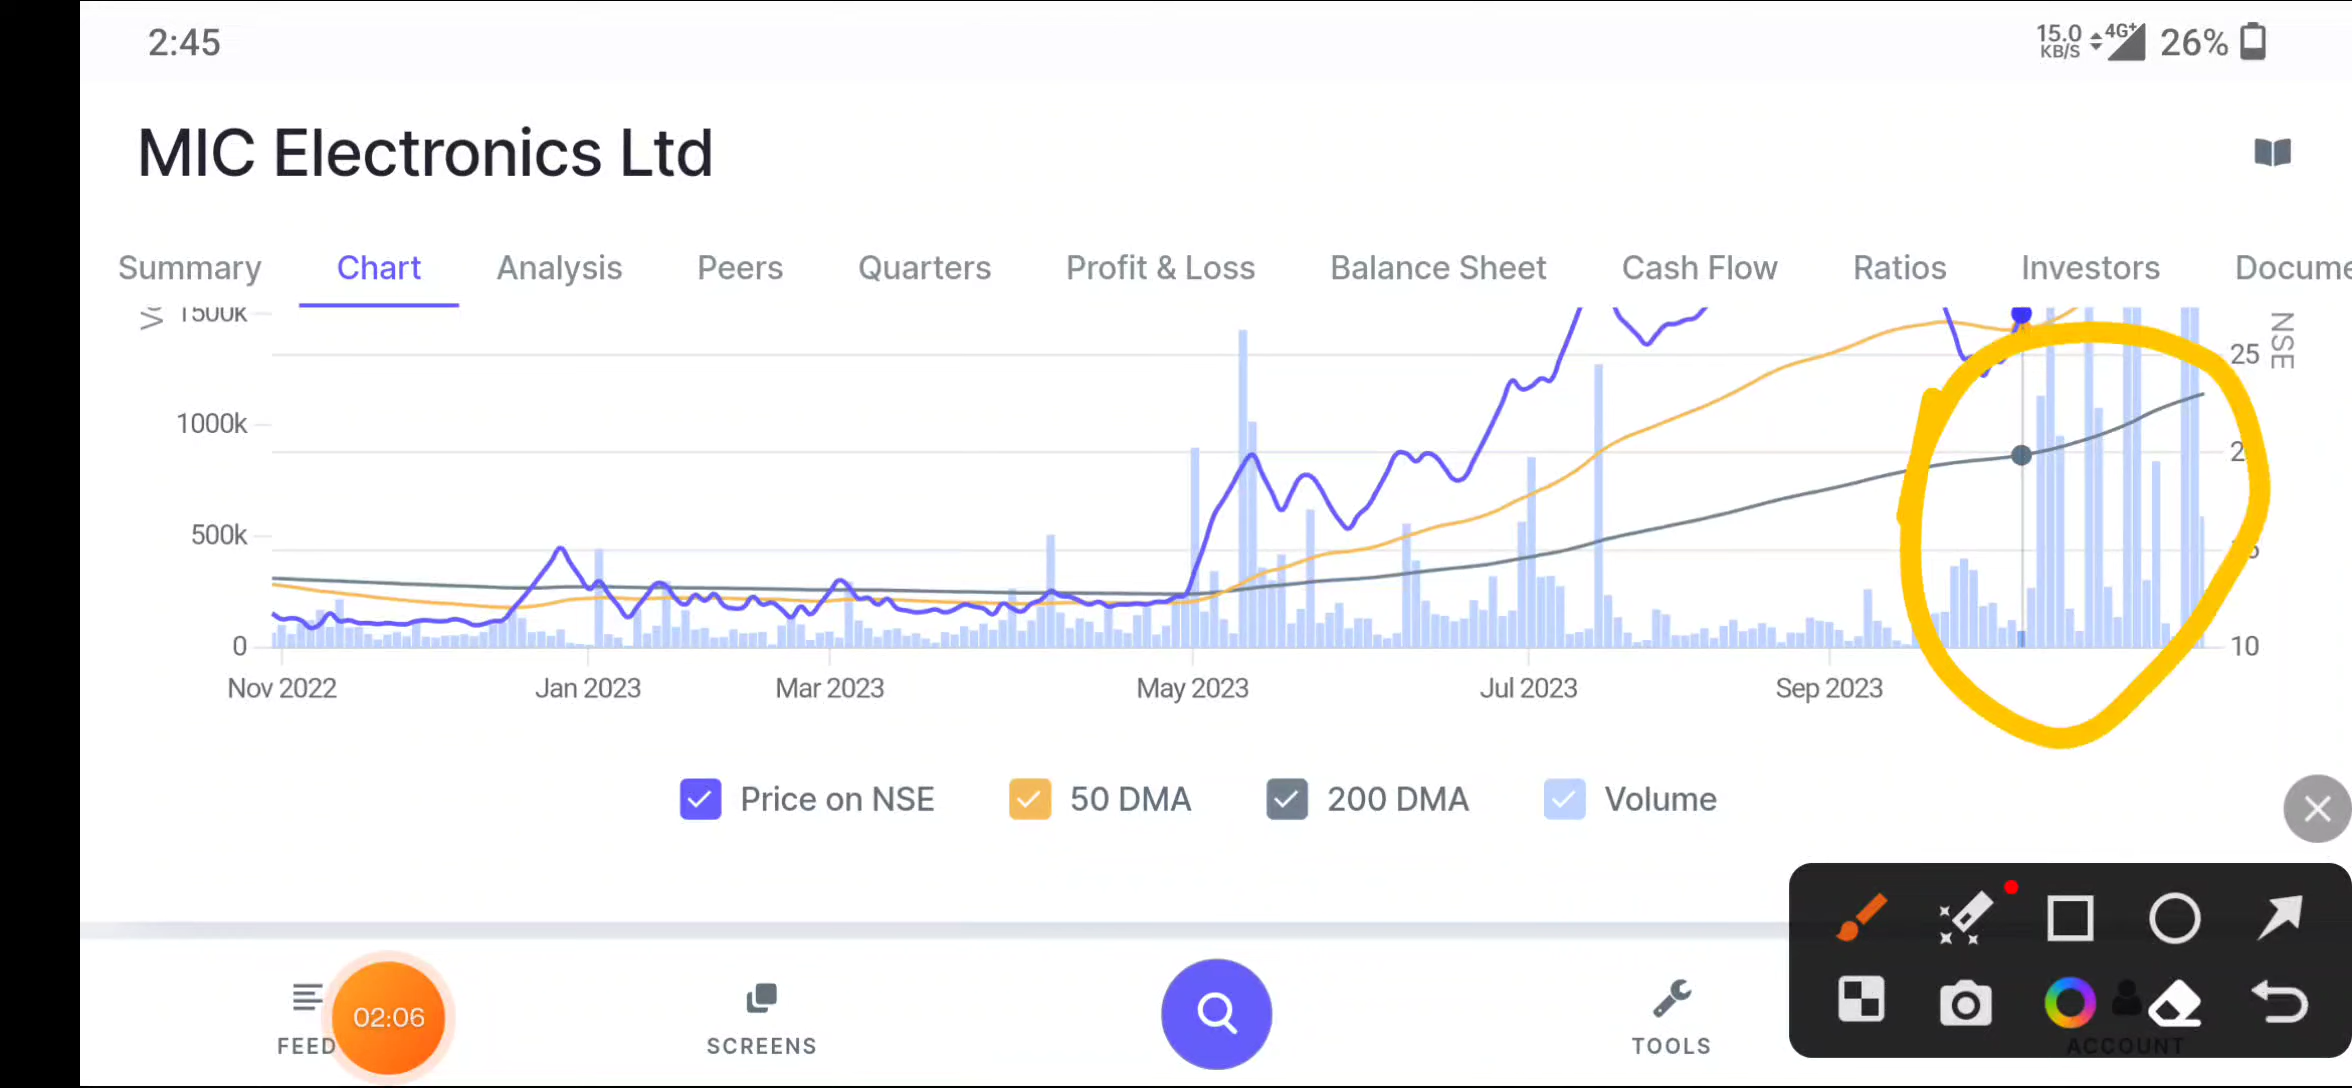 2:45
15.0 KB/S 4G+ 26%
MIC Electronics Ltd
Summary Chart Analysis Peers Quarters Profit & Loss Balance Sheet Cash Flow Ratios Investors Docume
1500k
1000k
500k
0
NSE
25
10
Nov 2022 Jan 2023 Mar 2023 May 2023 Jul 2023 Sep 2023
Price on NSE 50 DMA 200 DMA Volume
FEED 02:06 SCREENS TOOLS ACCOUNT